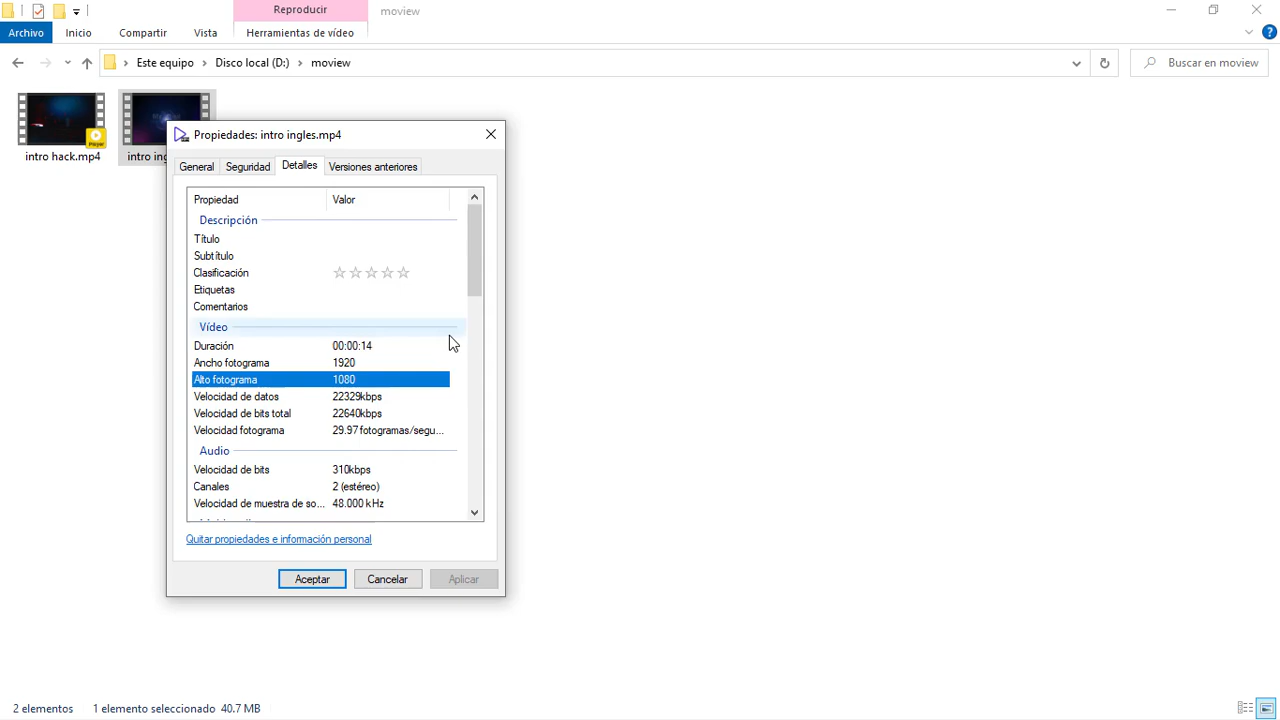 Reproducir
moview
Archivo
Inicio
Compartir
Vista
Herramientas de vídeo
Este equipo
Disco local (D:)
moview
Buscar en moview
Player
intro hack.mp4
intro
Propiedades: intro ingles.mp4
General
Seguridad
Detalles
Versiones anteriores
Propiedad Valor
Descripción
Título
Subtítulo
Clasificación
Etiquetas
Comentarios
Vídeo
Duración 00:00:14
Ancho fotograma 1920
Alto fotograma 1080
Velocidad de datos 22329kbps
Velocidad de bits total 22640kbps
Velocidad fotograma 29.97 fotogramas/segu...
Audio
Velocidad de bits 310kbps
Canales 2 (estéreo)
Velocidad de muestra de so... 48.000 kHz
Quitar propiedades e información personal
Aceptar
Cancelar
Aplicar
2 elementos
1 elemento seleccionado 40.7 MB